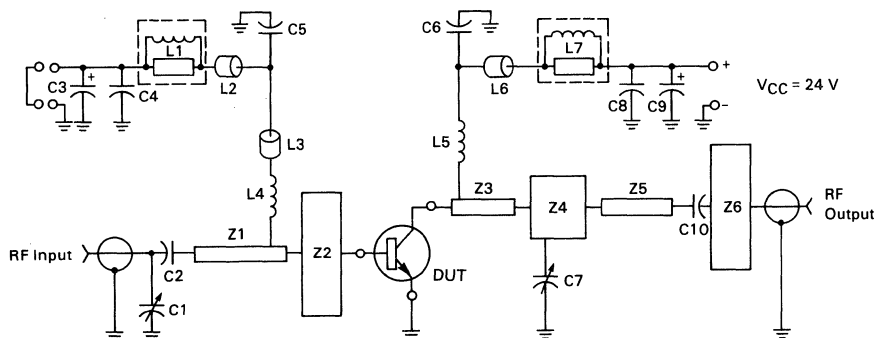 C5
C6
L1
L7
C3
+
C4
L2
L6
C8
+
C9
+
–
VCC = 24 V
L3
L5
L4
Z1
Z2
Z3
Z4
Z5
Z6
RF Input
C2
C1
DUT
C7
C10
RF
Output